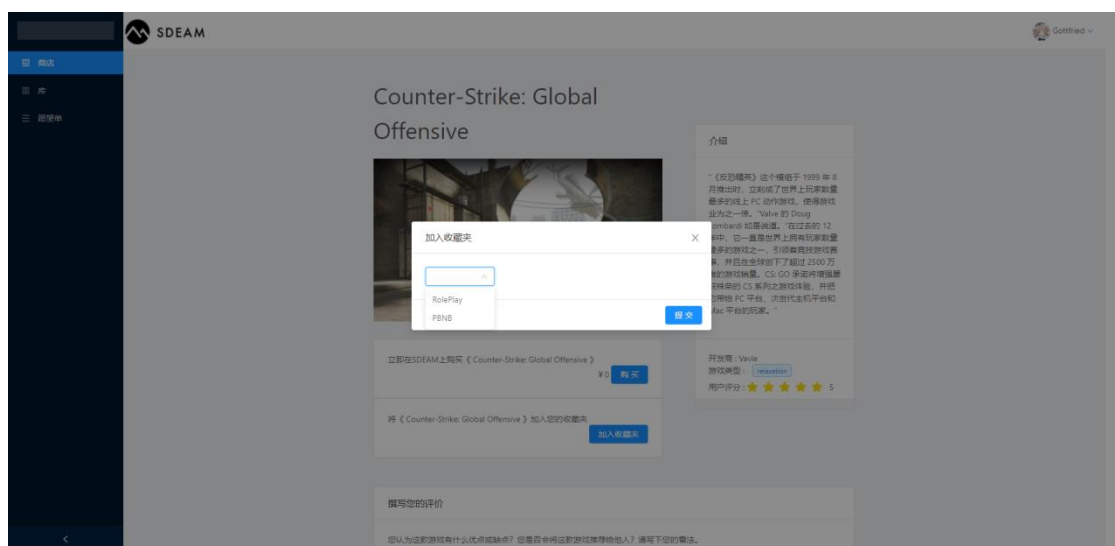 SDEAM
Gottfried
商店
库
愿望单
Counter-Strike: Global
Offensive
介绍
"《反恐精英》这个模组于 1999 年 8
月推出时，立刻成了世界上玩家数量
最多的线上 PC 动作游戏，使得游戏
业为之一惊。"Valve 的 Doug
ombardi 如是说道。"在过去的 12
年中，它一直是世界上拥有玩家数量
最多的游戏之一，引领着竞技游戏赛
事，并且在全球创下了超过 2500 万
的游戏销量。CS: GO 承诺将增强屡
获殊荣的 CS 系列之游戏体验，并把
它带给 PC 平台、次世代主机平台和
Mac 平台的玩家。"
加入收藏夹
RolePlay
PBNB
提 交
立即在SDEAM上购买《 Counter-Strike: Global Offensive 》
¥0 购 买
将《 Counter-Strike: Global Offensive 》加入您的收藏夹
加入收藏夹
开发商 : Vavle
游戏类型 : relaxation
用户评分 : 5
撰写您的评价
您认为这款游戏有什么优点或缺点？您是否会将这款游戏推荐给他人？请写下您的看法。